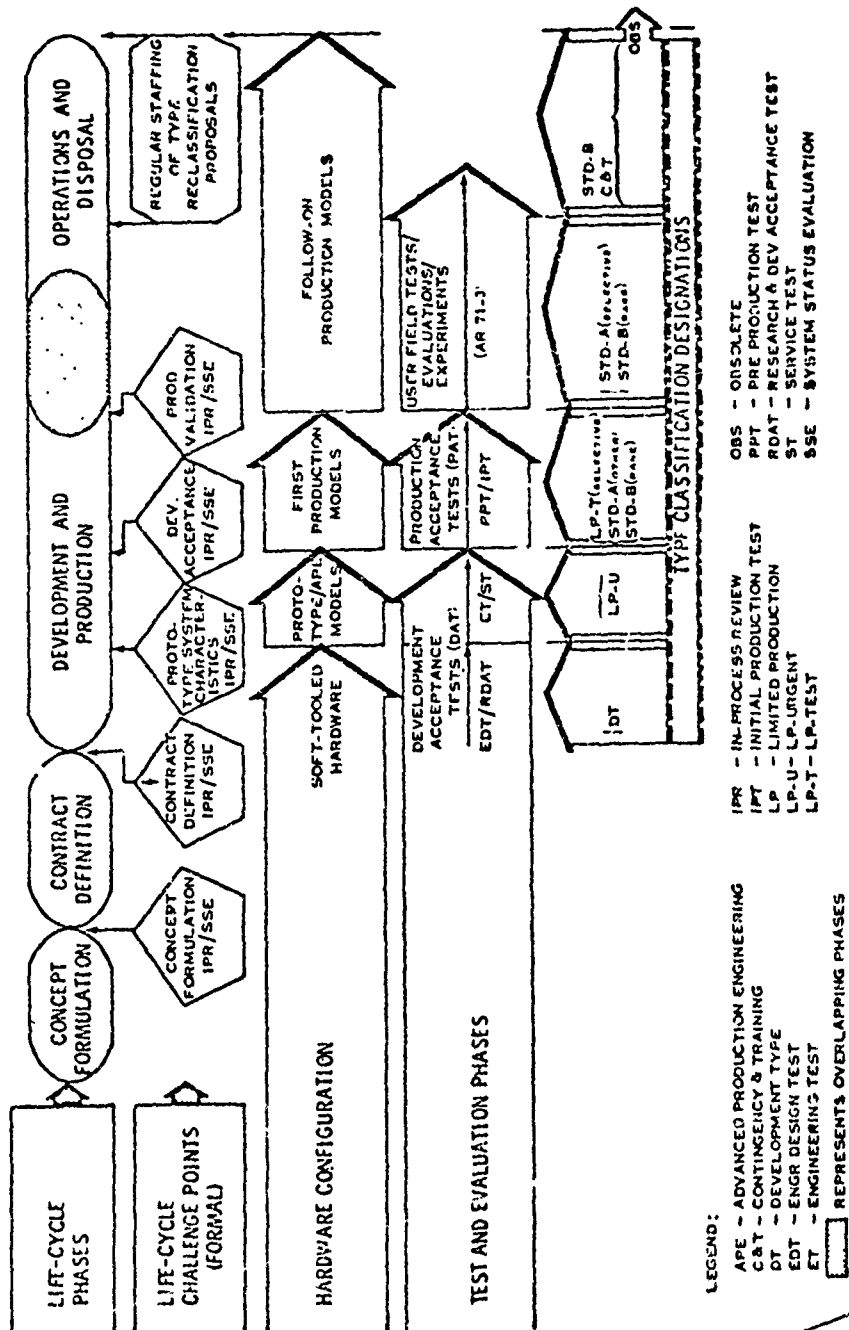 LIFE-CYCLE
PHASES
CONCEPT
FORMULATION
CONTRACT
DEFINITION
DEVELOPMENT AND
PRODUCTION
OPERATIONS AND
DISPOSAL
LIFE-CYCLE
CHALLENGE POINTS
(FORMAL)
CONCEPT
FORMULATION
IPR/SSE
CONTRACT
DEFINITION
IPR/SSE
PROTO-
TYPE SYSTEM
CHARACTER-
ISTICS
IPR/SSE
DEV.
ACCEPTANCE
IPR/SSE
PROD
VALIDATION
IPR/SSE
REGULAR STAFFING
OF TYPE
RECLASSIFICATION
PROPOSALS
HARDWARE CONFIGURATION
SOFT-TOOLED
HARDWARE
PROTO-
TYPE/APE
MODELS
FIRST
PRODUCTION
MODELS
FOLLOW-ON
PRODUCTION MODELS
TEST AND EVALUATION PHASES
DEVELOPMENT
ACCEPTANCE
TESTS (DAT)
EDT/RDAT
ET/ST
PRODUCTION
ACCEPTANCE
TESTS (PAT)
PPT/IPT
USER FIELD TESTS/
EVALUATIONS/
EXPERIMENTS
(AR 71-3)
DT
LP-U
LP-T(SELECTIVE)
STD-A(OTHER)
STD-B(RARE)
STD-A(SELECTIVE)
STD-B(RARE)
STD-B
C&T
OBS
TYPE CLASSIFICATION DESIGNATIONS
LEGEND:
APE - ADVANCED PRODUCTION ENGINEERING
C&T - CONTINGENCY & TRAINING
DT - DEVELOPMENT TYPE
EDT - ENGR DESIGN TEST
ET - ENGINEERING TEST
REPRESENTS OVERLAPPING PHASES
IPR - IN-PROCESS REVIEW
IPT - INITIAL PRODUCTION TEST
LP - LIMITED PRODUCTION
LP-U - LP-URGENT
LP-T - LP-TEST
OBS - OBSOLETE
PPT - PRE PRODUCTION TEST
RDAT - RESEARCH & DEV ACCEPTANCE TEST
ST - SERVICE TEST
SSE - SYSTEM STATUS EVALUATION